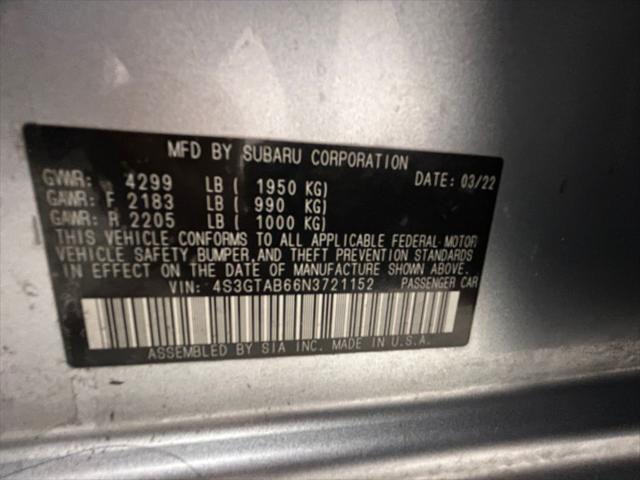 MFD BY SUBARU CORPORATION
GVWR: 4299 LB ( 1950 KG) DATE: 03/22
GAWR: F 2183 LB ( 990 KG)
GAWR: R 2205 LB ( 1000 KG)
THIS VEHICLE CONFORMS TO ALL APPLICABLE FEDERAL MOTOR
VEHICLE SAFETY, BUMPER, AND THEFT PREVENTION STANDARDS
IN EFFECT ON THE DATE OF MANUFACTURE SHOWN ABOVE.
VIN: 4S3GTAB66N3721152 PASSENGER CAR
ASSEMBLED BY SIA INC. MADE IN U.S.A.